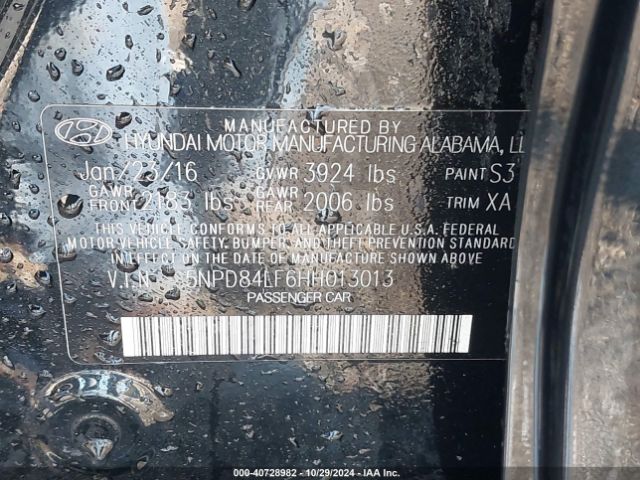 MANUFACTURED BY
HYUNDAI MOTOR MANUFACTURING ALABAMA, LL
Jan/23/16 GVWR 3924 lbs PAINT S3
GAWR FRONT 2183 lbs GAWR REAR 2006 lbs TRIM XA
THIS VEHICLE CONFORMS TO ALL APPLICABLE U.S. FEDERAL
MOTOR VEHICLE SAFETY, BUMPER AND THEFT PREVENTION STANDARD
IN EFFECT ON THE DATE OF MANUFACTURE SHOWN ABOVE
V.I.N 5NPD84LF6HH013013
PASSENGER CAR
000-40728982 • 10/29/2024 • IAA Inc.